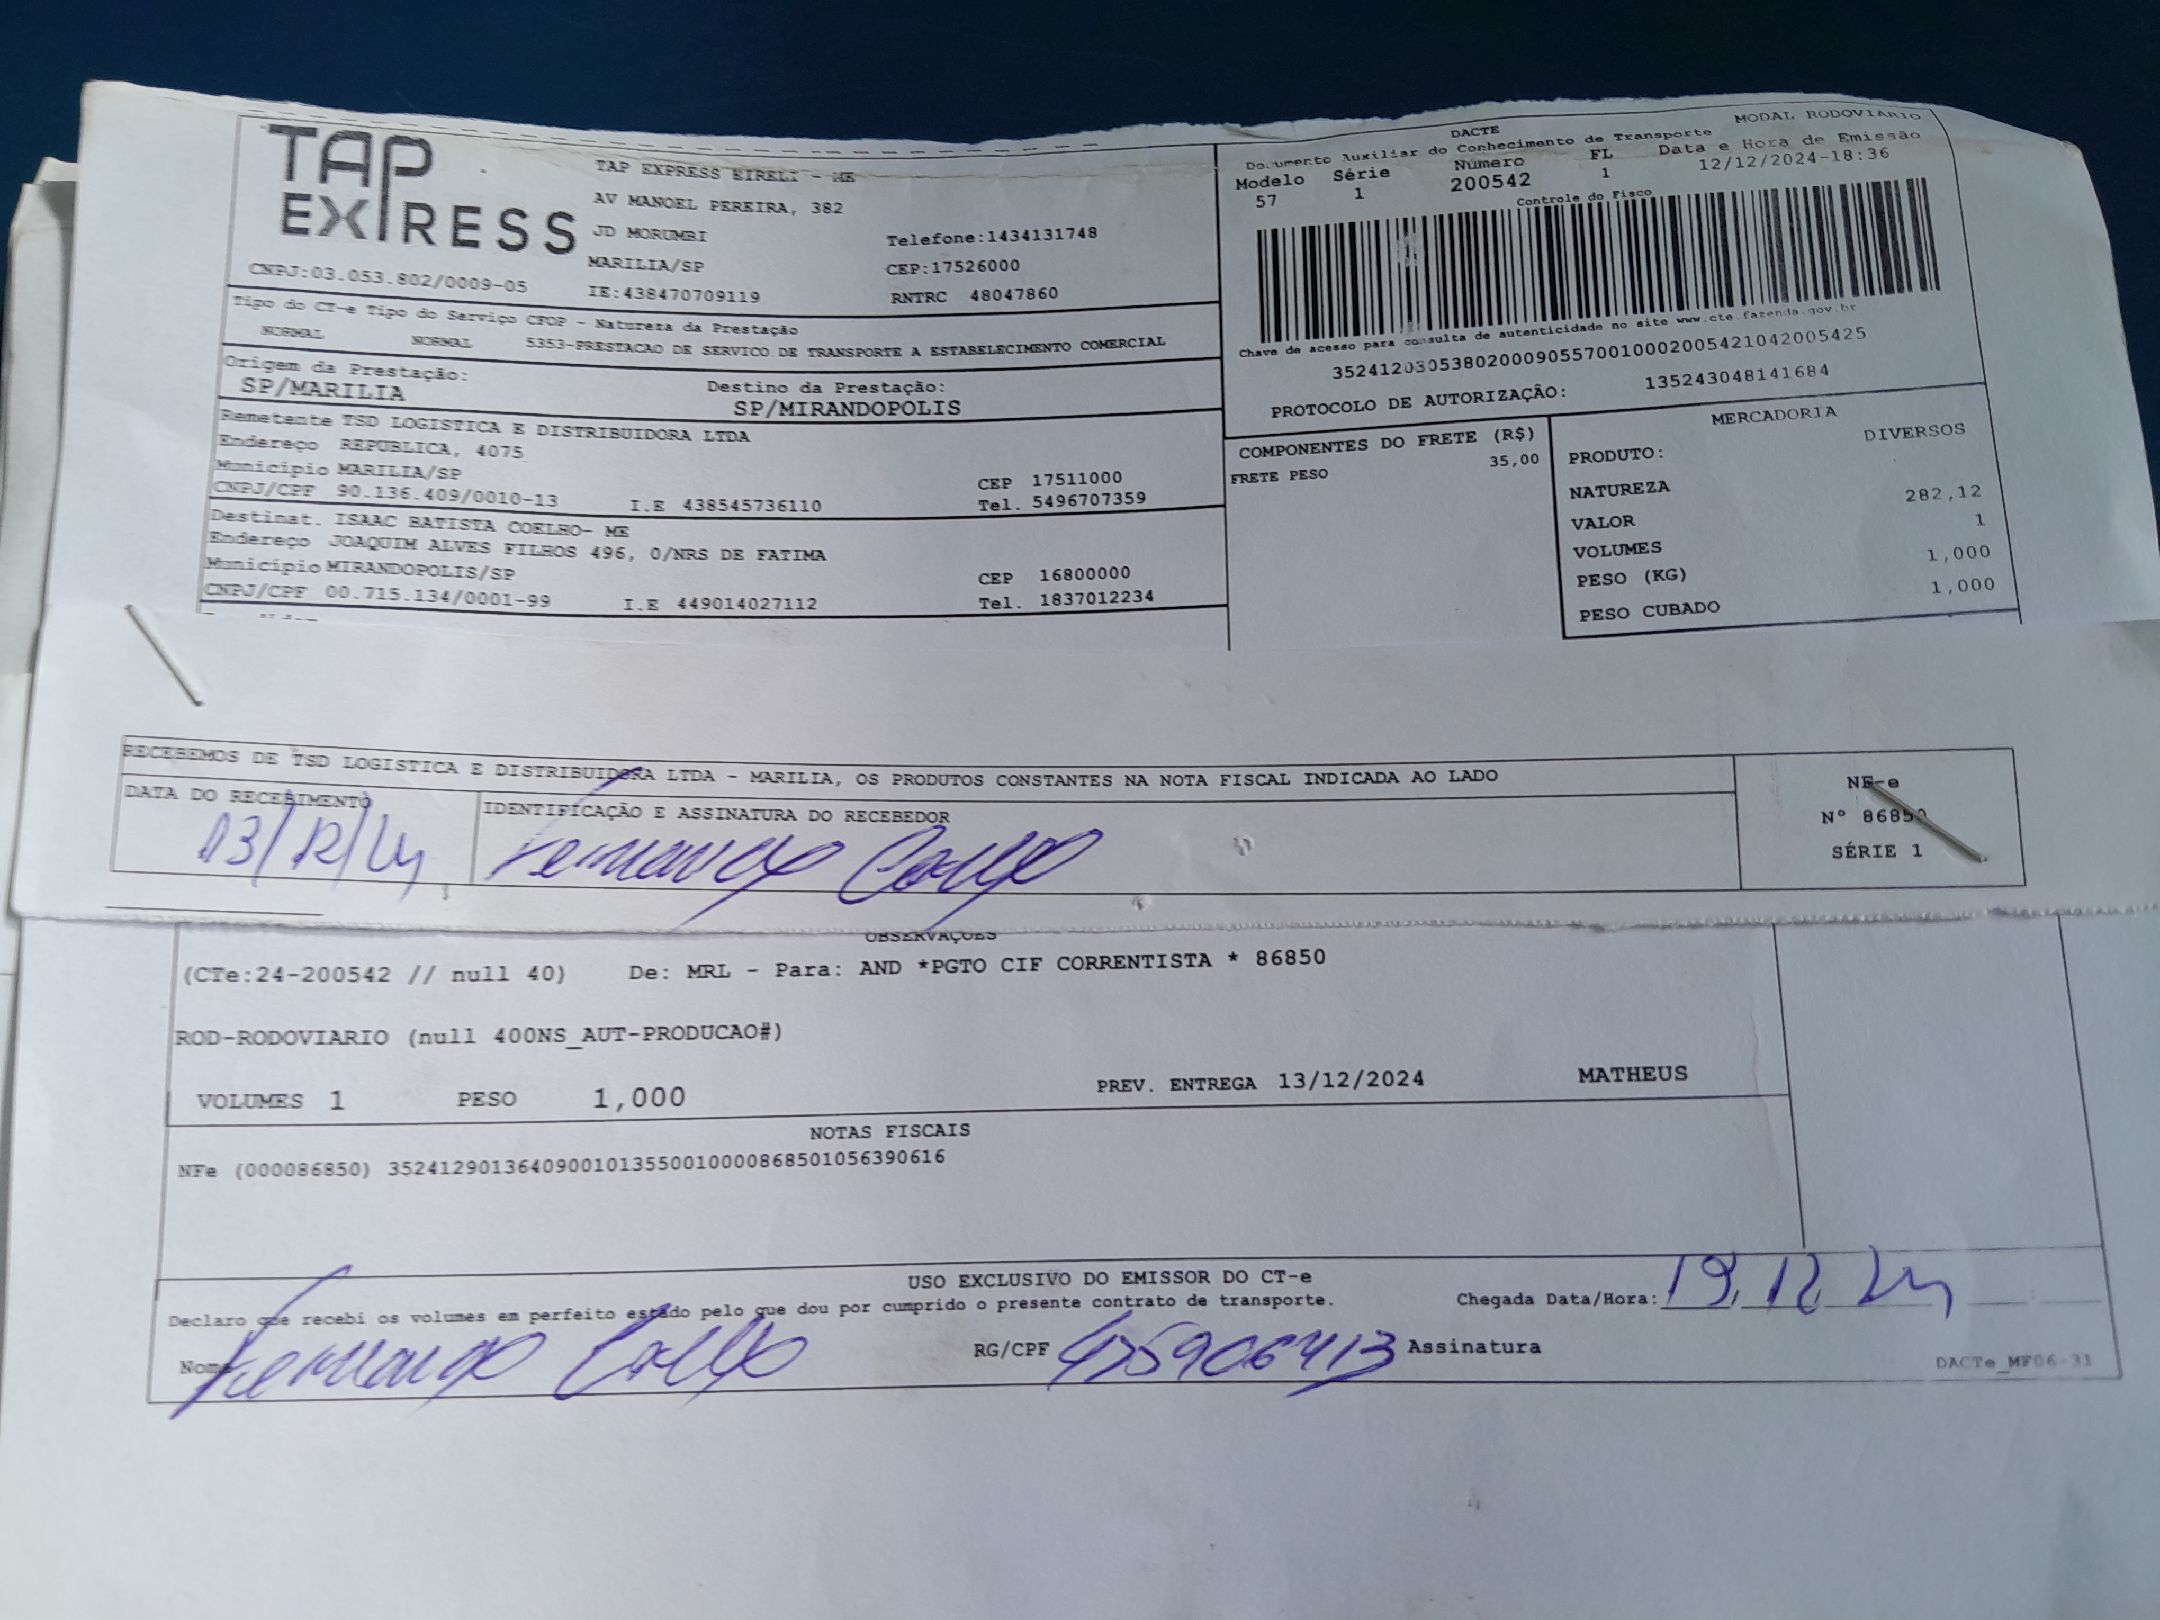 TAP
EXPRESS
TAP EXPRESS EIRELI - ME
AV MANOEL PEREIRA, 382
JD MORUMBI
Telefone:1434131748
MARILIA/SP
CEP:17526000
CNPJ:03.053.802/0009-05
IE:438470709119
RNTRC 48047860
MODAL RODOVIARIO
DACTE
Documento Auxiliar do Conhecimento de Transporte
Modelo Série Número FL Data e Hora de Emissão
57 1 200542 1 12/12/2024-18:36
Controle do Fisco
Chave de acesso para consulta de autenticidade no site www.cte.fazenda.gov.br
35241203053802000905570010002005421042005425
PROTOCOLO DE AUTORIZAÇÃO: 135243048141684
Tipo do CT-e Tipo do Serviço CFOP - Natureza da Prestação
NORMAL NORMAL 5353-PRESTACAO DE SERVICO DE TRANSPORTE A ESTABELECIMENTO COMERCIAL
Origem da Prestação: Destino da Prestação:
SP/MARILIA SP/MIRANDOPOLIS
Remetente TSD LOGISTICA E DISTRIBUIDORA LTDA
Endereço REPUBLICA, 4075
Município MARILIA/SP CEP 17511000
CNPJ/CPF 90.136.409/0010-13 I.E 438545736110 Tel. 5496707359
Destinat. ISAAC BATISTA COELHO- ME
Endereço JOAQUIM ALVES FILHOS 496, 0/NRS DE FATIMA
Município MIRANDOPOLIS/SP CEP 16800000
CNPJ/CPF 00.715.134/0001-99 I.E 449014027112 Tel. 1837012234
COMPONENTES DO FRETE (R$)
FRETE PESO 35,00
MERCADORIA
PRODUTO: DIVERSOS
NATUREZA
VALOR 282,12
VOLUMES 1
PESO (KG) 1,000
PESO CUBADO 1,000
RECEBEMOS DE TSD LOGISTICA E DISTRIBUIDORA LTDA - MARILIA, OS PRODUTOS CONSTANTES NA NOTA FISCAL INDICADA AO LADO
DATA DO RECEBIMENTO
13/12/24
IDENTIFICAÇÃO E ASSINATURA DO RECEBEDOR
Fernando
NF-e
Nº 86850
SÉRIE 1
OBSERVAÇÕES
(CTe:24-200542 // null 40) De: MRL - Para: AND *PGTO CIF CORRENTISTA * 86850
ROD-RODOVIARIO (null 400NS_AUT-PRODUCAO#)
VOLUMES 1 PESO 1,000 PREV. ENTREGA 13/12/2024 MATHEUS
NOTAS FISCAIS
NFe (000086850) 35241290136409001013550010000868501056390616
USO EXCLUSIVO DO EMISSOR DO CT-e
Declaro que recebi os volumes em perfeito estado pelo que dou por cumprido o presente contrato de transporte.
Chegada Data/Hora: 13, 12, 24
Nome Fernando RG/CPF 475906413 Assinatura
DACTe_MF06-31